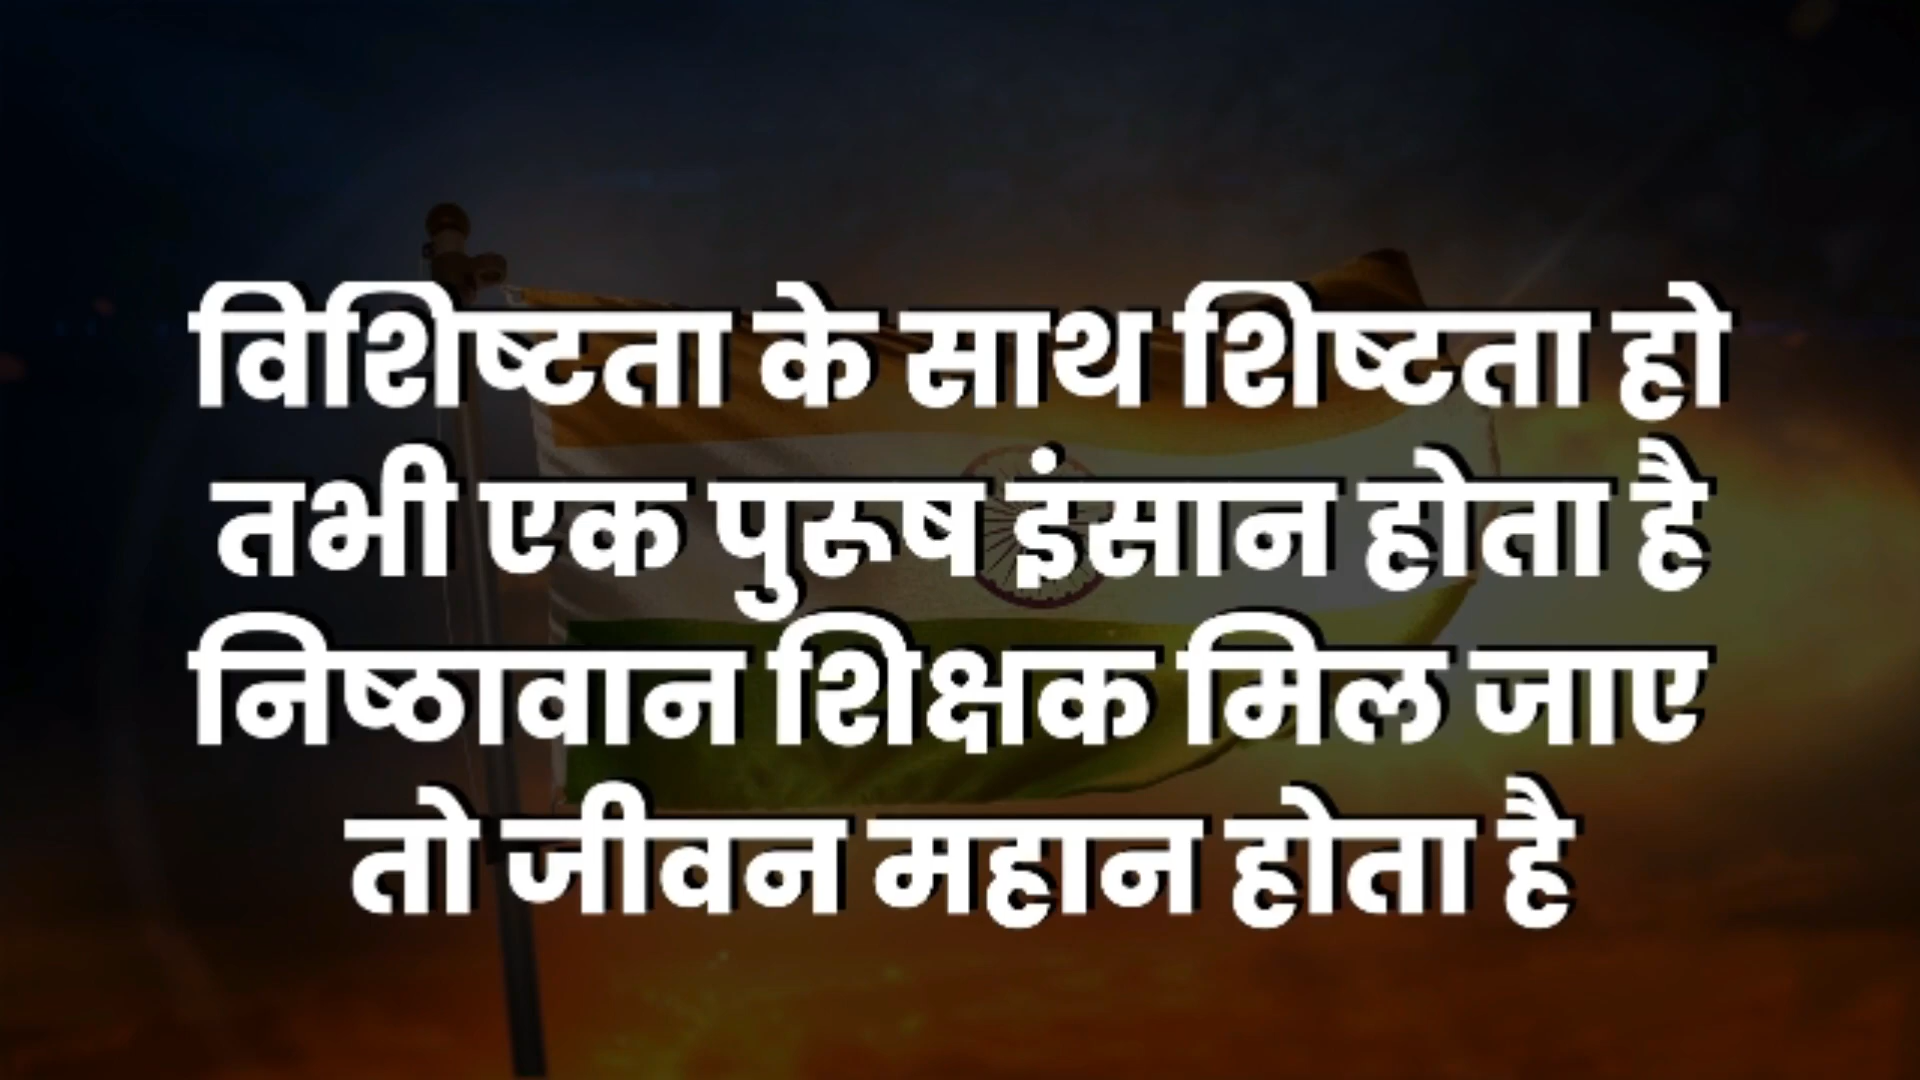 विशिष्टता के साथ शिष्टता हो
तभी एक पुरूष इंसान होता है
निष्ठावान शिक्षक मिल जाए
तो जीवन महान होता है